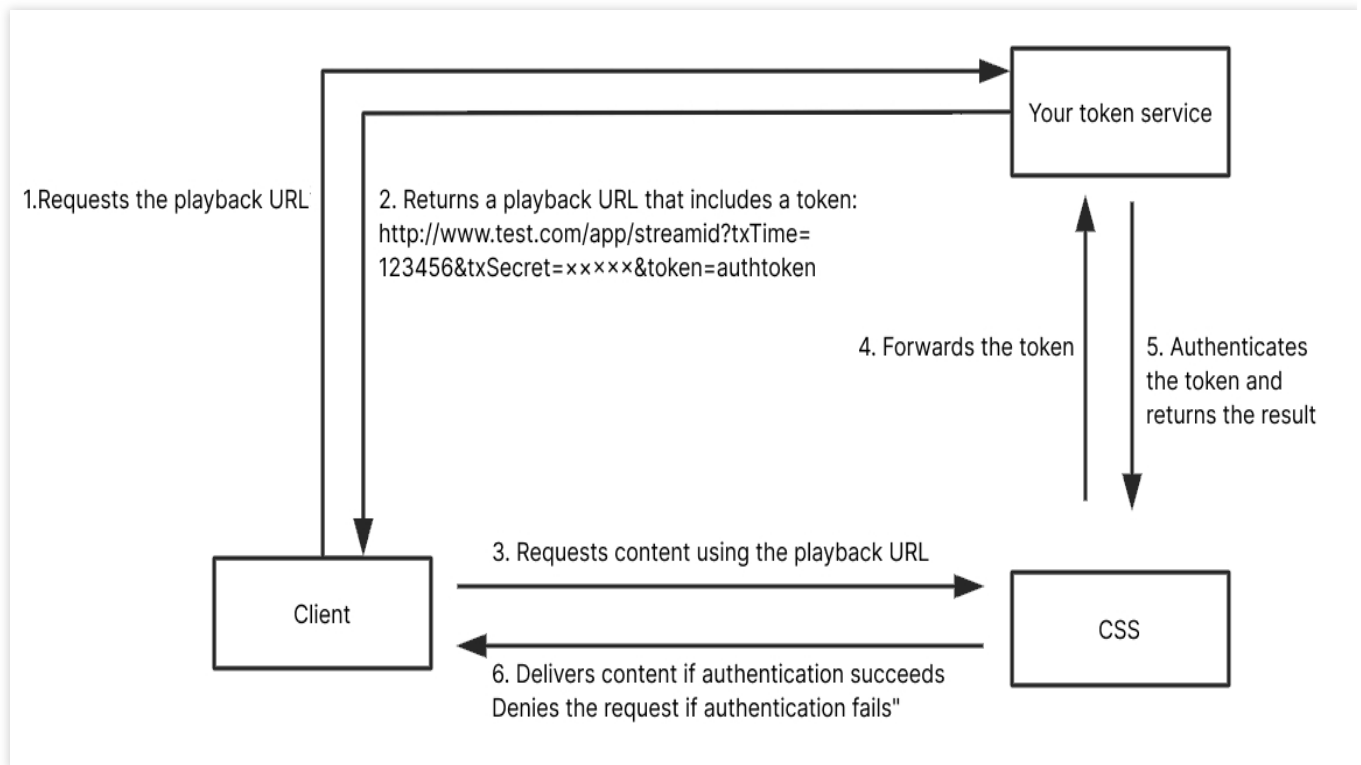 Your token service
1.Requests the playback URL
2. Returns a playback URL that includes a token:
http://www.test.com/app/streamid?txTime=
123456&txSecret=×××××&token=authtoken
4. Forwards the token
5. Authenticates
the token and
returns the result
3. Requests content using the playback URL
Client
CSS
6. Delivers content if authentication succeeds
Denies the request if authentication fails"